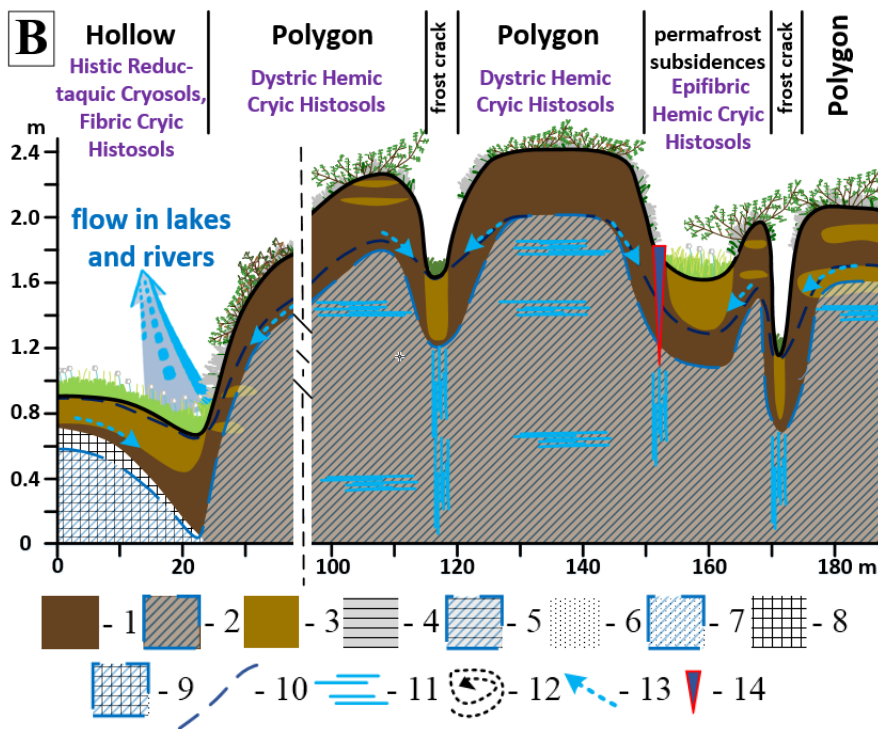 B
Hollow
Histic Reduc-
taquic Cryosols,
Fibric Cryic
Histosols
Polygon
Dystric Hemic
Cryic Histosols
frost crack
Polygon
Dystric Hemic
Cryic Histosols
permafrost
subsidences
Epifibric
Hemic Cryic
Histosols
frost crack
Polygon
m
2.4
2.0
1.6
1.2
0.8
0.4
0
flow in lakes
and rivers
0 20 100 120 140 160 180 m
- 1 - 2 - 3 - 4 - 5 - 6 - 7 - 8
- 9 - 10 - 11 - 12 - 13 - 14